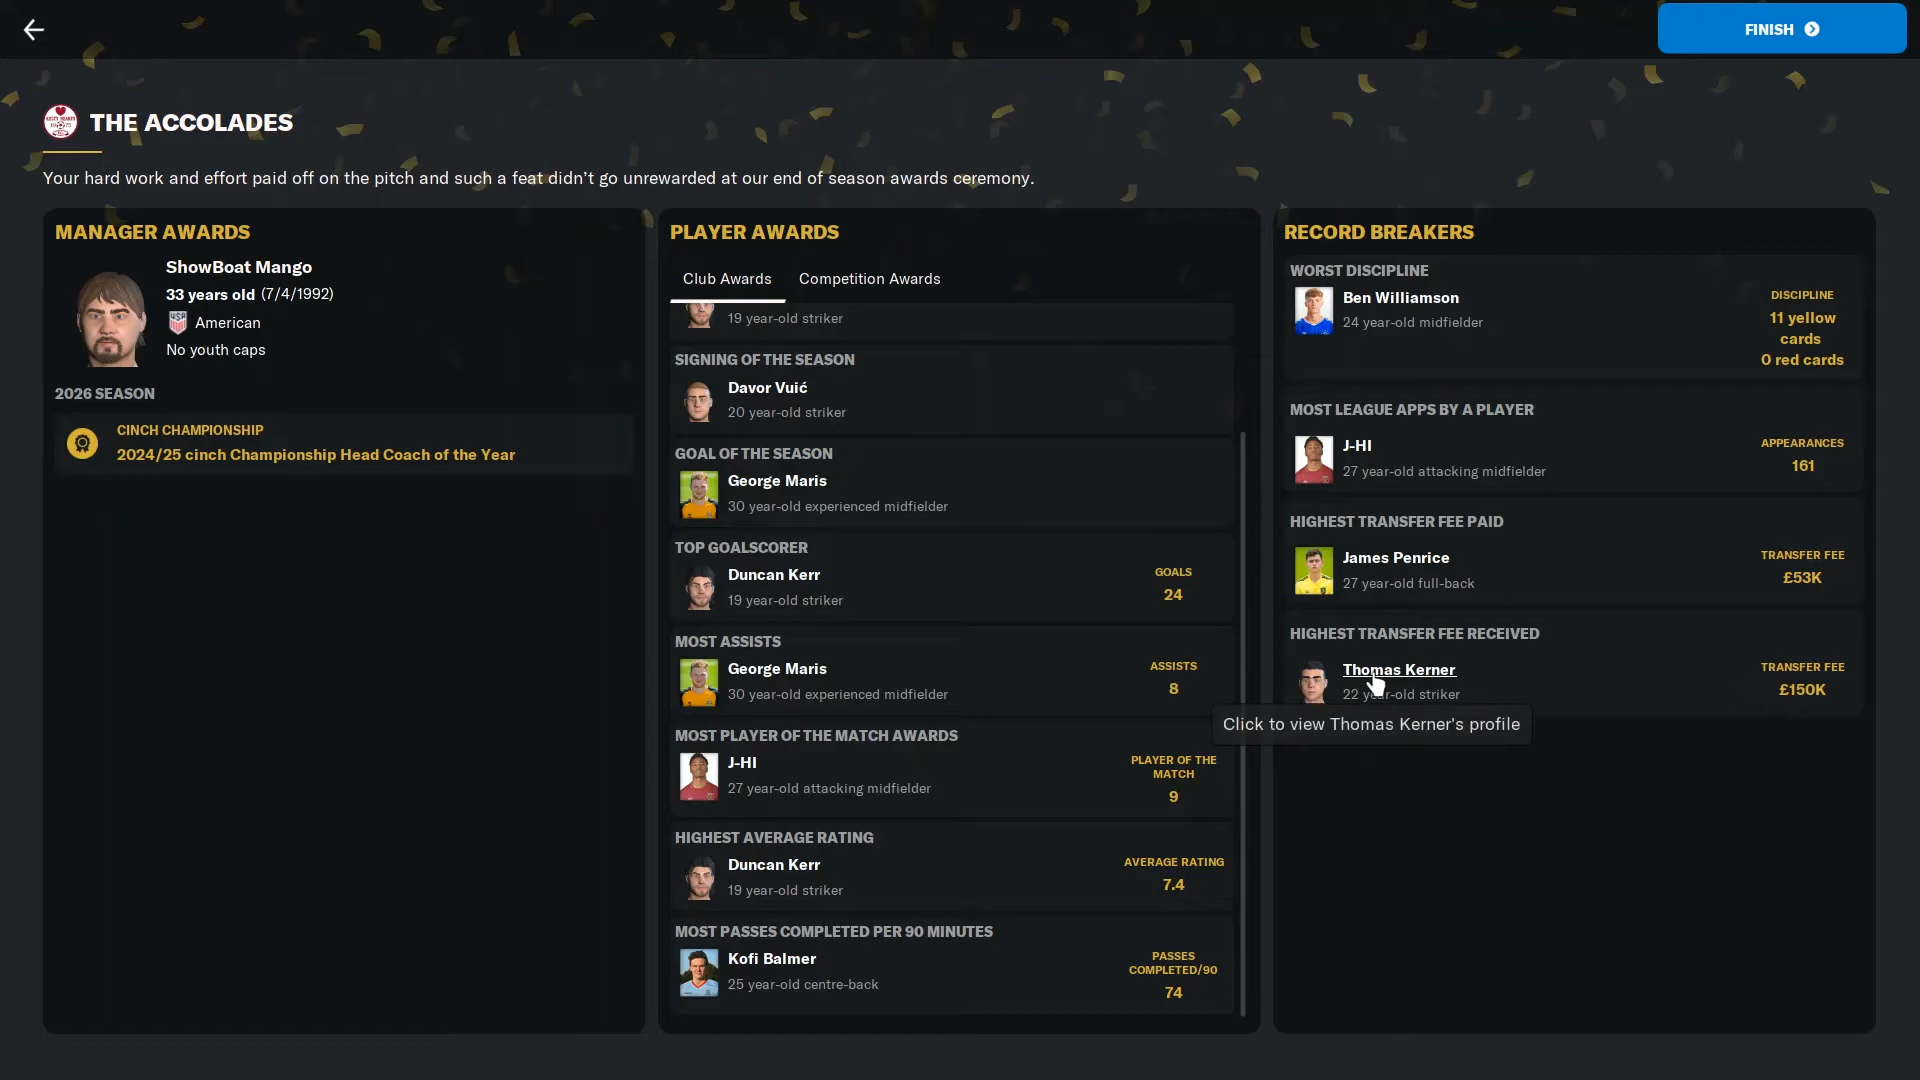 FINISH
THE ACCOLADES
Your hard work and effort paid off on the pitch and such a feat didn't go unrewarded at our end of season awards ceremony.
MANAGER AWARDS
ShowBoat Mango
33 years old (7/4/1992)
American
No youth caps
2026 SEASON
CINCH CHAMPIONSHIP
2024/25 cinch Championship Head Coach of the Year
PLAYER AWARDS
Club Awards
Competition Awards
19 year-old striker
SIGNING OF THE SEASON
Davor Vuić
20 year-old striker
GOAL OF THE SEASON
George Maris
30 year-old experienced midfielder
TOP GOALSCORER
Duncan Kerr
19 year-old striker
GOALS
24
MOST ASSISTS
George Maris
30 year-old experienced midfielder
ASSISTS
8
MOST PLAYER OF THE MATCH AWARDS
J-HI
27 year-old attacking midfielder
PLAYER OF THE
MATCH
9
HIGHEST AVERAGE RATING
Duncan Kerr
19 year-old striker
AVERAGE RATING
7.4
MOST PASSES COMPLETED PER 90 MINUTES
Kofi Balmer
25 year-old centre-back
PASSES
COMPLETED/90
74
RECORD BREAKERS
WORST DISCIPLINE
Ben Williamson
24 year-old midfielder
DISCIPLINE
11 yellow
cards
0 red cards
MOST LEAGUE APPS BY A PLAYER
J-HI
27 year-old attacking midfielder
APPEARANCES
161
HIGHEST TRANSFER FEE PAID
James Penrice
27 year-old full-back
TRANSFER FEE
£53K
HIGHEST TRANSFER FEE RECEIVED
Thomas Kerner
22 year-old striker
TRANSFER FEE
£150K
Click to view Thomas Kerner's profile